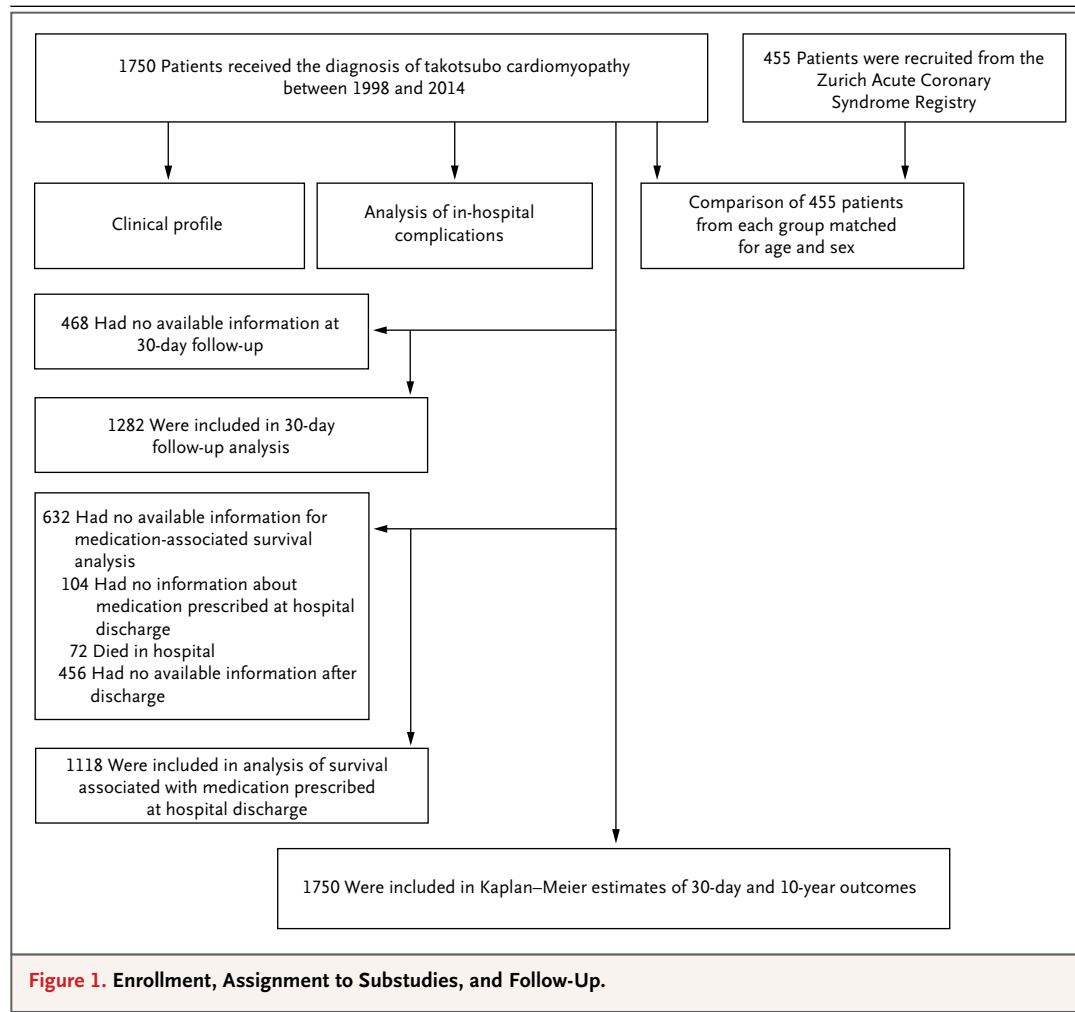 1750 Patients received the diagnosis of takotsubo cardiomyopathy
between 1998 and 2014
455 Patients were recruited from the
Zurich Acute Coronary
Syndrome Registry
Clinical profile
Analysis of in-hospital
complications
Comparison of 455 patients
from each group matched
for age and sex
468 Had no available information at
30-day follow-up
1282 Were included in 30-day
follow-up analysis
632 Had no available information for
medication-associated survival
analysis
104 Had no information about
medication prescribed at hospital
discharge
72 Died in hospital
456 Had no available information after
discharge
1118 Were included in analysis of survival
associated with medication prescribed
at hospital discharge
1750 Were included in Kaplan–Meier estimates of 30-day and 10-year outcomes
Figure 1. Enrollment, Assignment to Substudies, and Follow-Up.